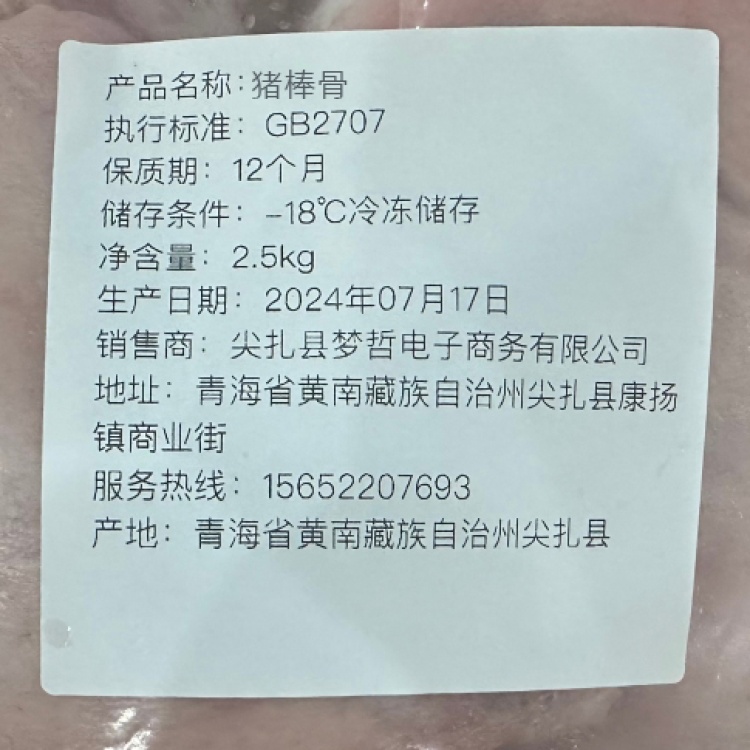 产品名称:猪棒骨
执行标准：GB2707
保质期：12个月
储存条件：-18℃冷冻储存
净含量：2.5kg
生产日期：2024年07月17日
销售商：尖扎县梦哲电子商务有限公司
地址：青海省黄南藏族自治州尖扎县康扬
镇商业街
服务热线：15652207693
产地：青海省黄南藏族自治州尖扎县